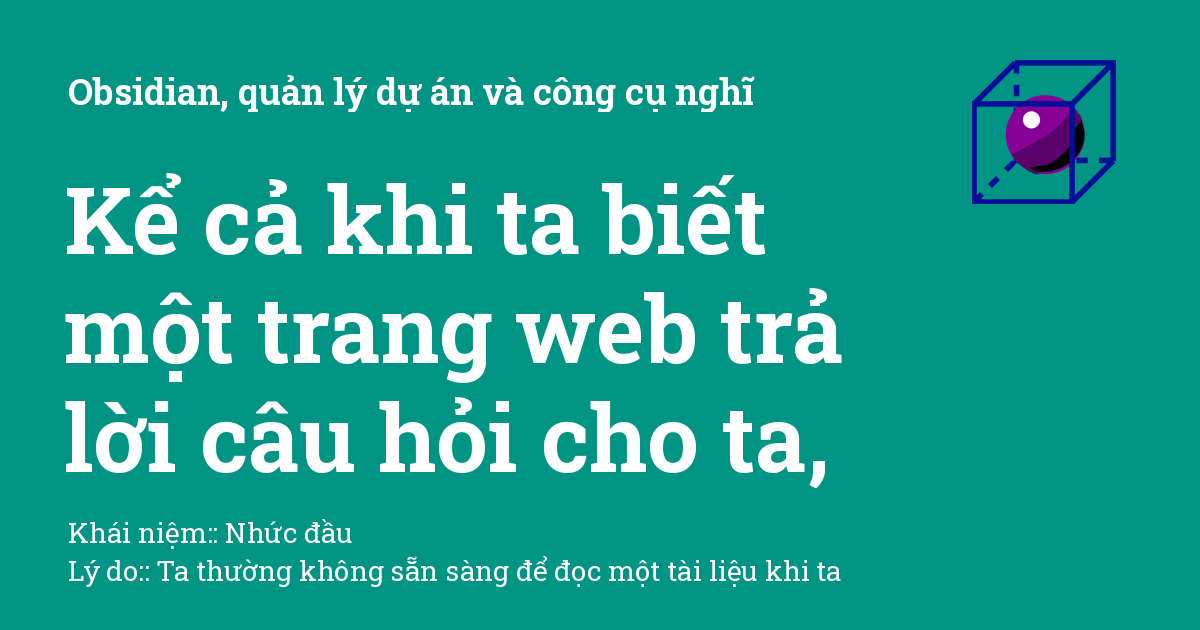 Obsidian, quản lý dự án và công cụ nghĩ
Kể cả khi ta biết
một trang web trả
lời câu hỏi cho ta,
Khái niệm:: Nhức đầu
Lý do:: Ta thường không sẵn sàng để đọc một tài liệu khi ta